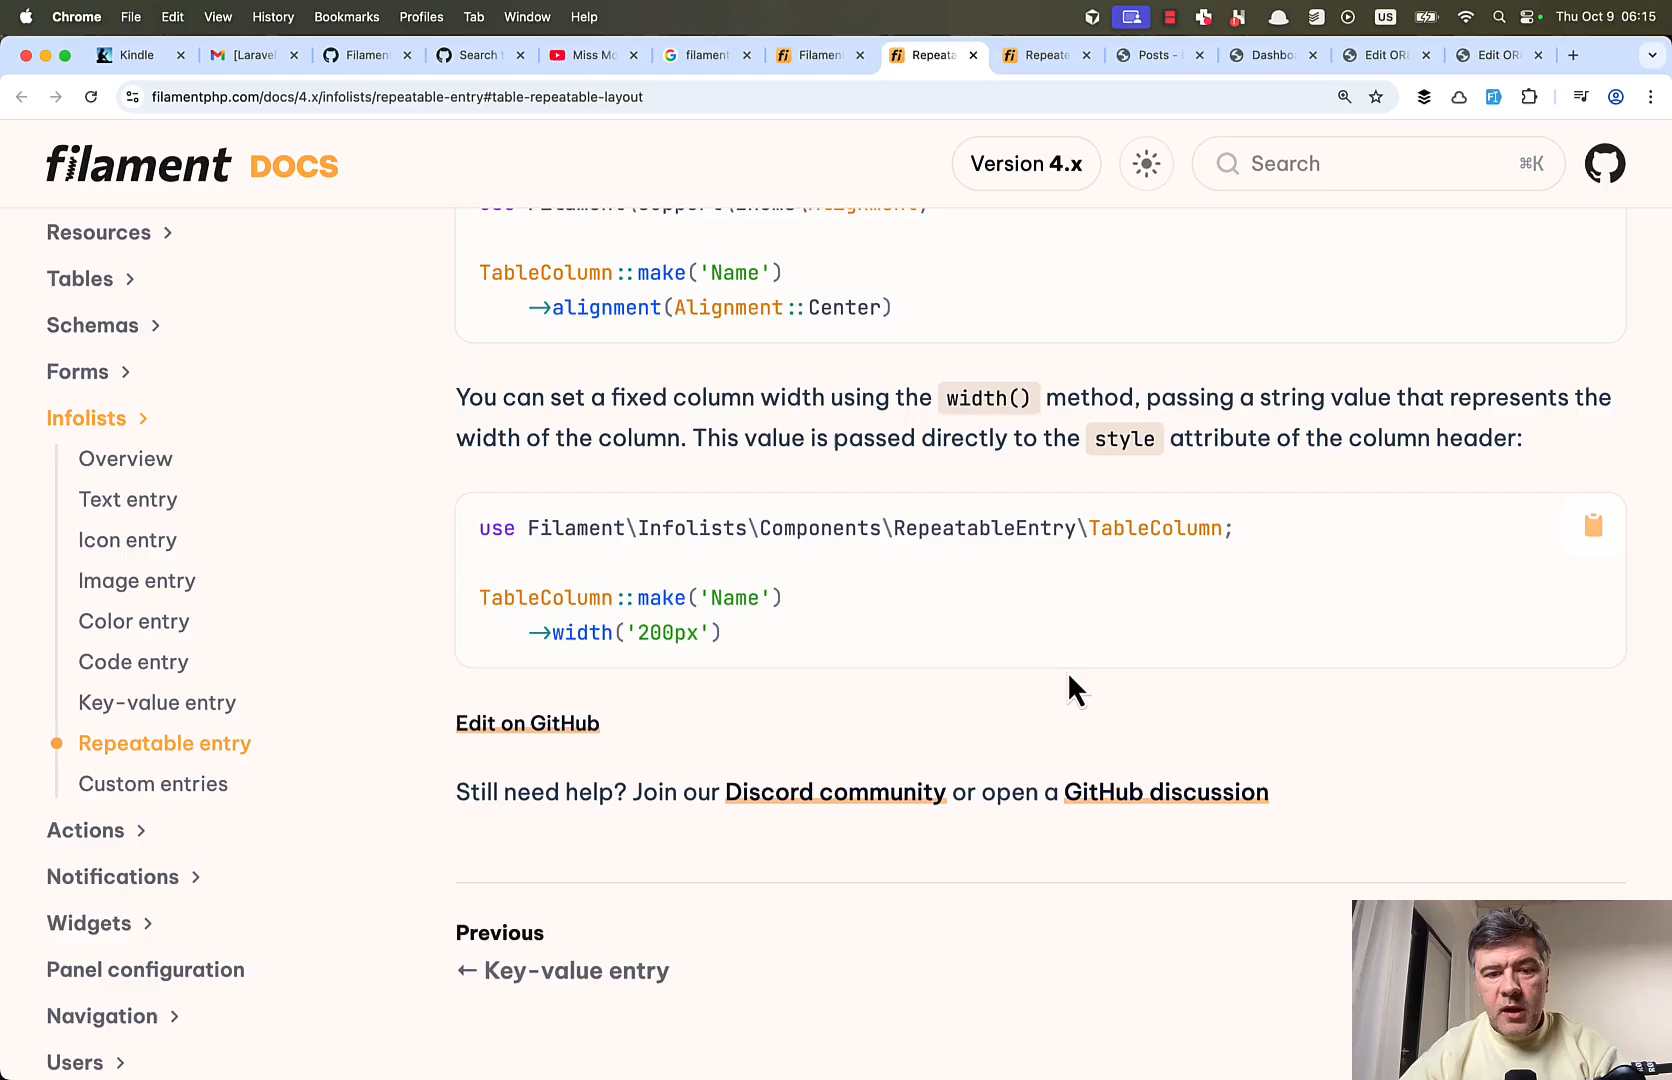 Chrome File Edit View History Bookmarks Profiles Tab Window Help US Thu Oct 9 06:15
Kindle [Laravel Filamen Search Miss Mo filament Filamen Repeata Repeate Posts - Dashbo Edit OR Edit OR
filamentphp.com/docs/4.x/infolists/repeatable-entry#table-repeatable-layout
filament DOCS
Version 4.x
Search ⌘K
Resources
Tables
Schemas
Forms
Infolists
Overview
Text entry
Icon entry
Image entry
Color entry
Code entry
Key-value entry
Repeatable entry
Custom entries
Actions
Notifications
Widgets
Panel configuration
Navigation
Users
TableColumn::make('Name')
->alignment(Alignment::Center)
You can set a fixed column width using the width() method, passing a string value that represents the
width of the column. This value is passed directly to the style attribute of the column header:
use Filament\Infolists\Components\RepeatableEntry\TableColumn;
TableColumn::make('Name')
->width('200px')
Edit on GitHub
Still need help? Join our Discord community or open a GitHub discussion
Previous
← Key-value entry